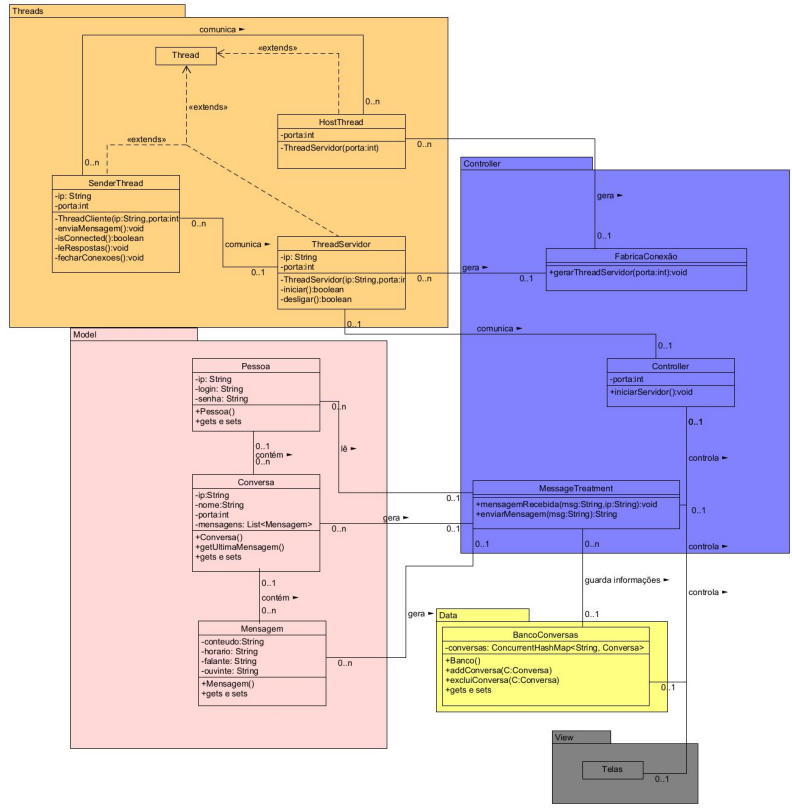 Threads
comunica ►
Thread
«extends»
«extends»
«extends»
0..n
HostThread
-porta:int
-ThreadServidor(porta:int)
0..n
0..n
SenderThread
-ip: String
-porta:int
-ThreadCliente(ip:String,porta:int
-enviaMensagem():void
-isConnected():boolean
-leRespostas():void
-fecharConexoes():void
0..n
comunica ►
0..1
ThreadServidor
-ip: String
-porta:int
-ThreadServidor(ip:String,porta:ir
-iniciar():boolean
-desligar():boolean
0..n
0..1
Controller
gera ►
0..1
gera ►
0..1
FabricaConexão
+gerarThreadServidor(porta:int):void
comunica ►
0..1
Controller
-porta:int
+iniciarServidor():void
0..1
controla ►
Model
Pessoa
-ip: String
-login: String
-senha: String
+Pessoa()
+gets e sets
0..n
lê ►
0..1
0..1
contém ►
0..n
Conversa
-ip:String
-nome:String
-porta:int
-mensagens: List<Mensagem>
+Conversa()
+getUltimaMensagem()
+gets e sets
0..n
gera ►
0..1
MessageTreatment
+mensagemRecebida(msg:String,ip:String):void
+enviarMensagem(msg:String):String
0..1
0..1
0..n
controla ►
0..1
contém ►
0..n
guarda informações ►
controla ►
0..1
Mensagem
-conteudo:String
-horario: String
-falante: String
-ouvinte: String
+Mensagem()
+gets e sets
0..n
gera ►
Data
BancoConversas
-conversas: ConcurrentHashMap<String, Conversa>
+Banco()
+addConversa(C:Conversa)
+excluiConversa(C:Conversa)
+gets e sets
0..1
View
Telas
0..1